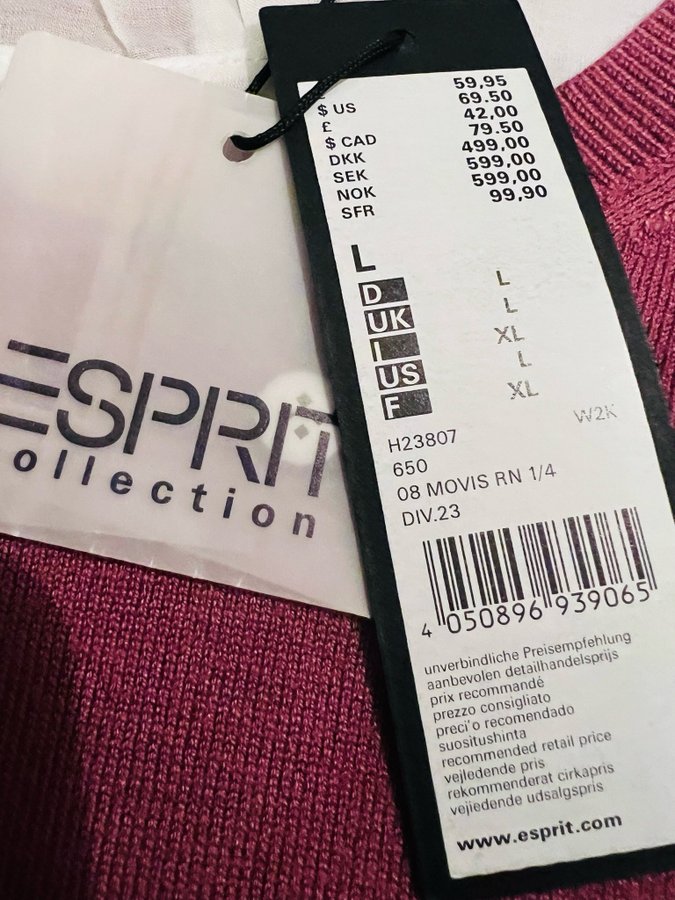 59,95
$ US 69.50
£ 42,00
$ CAD 79.50
DKK 499,00
SEK 599,00
NOK 599,00
SFR 99,90
L
D L
UK L
I XL
US L
F XL
W2K
H23807
650
08 MOVIS RN 1/4
DIV.23
4 050896 939065
unverbindliche Preisempfehlung
aanbevolen detailhandelsprijs
prix recommandé
prezzo consigliato
preci'o recomendado
suositushinta
recommended retail price
vejledende pris
rekommenderat cirkapris
vejiedende udsalgspris
www.esprit.com
ESPRIT
ollection